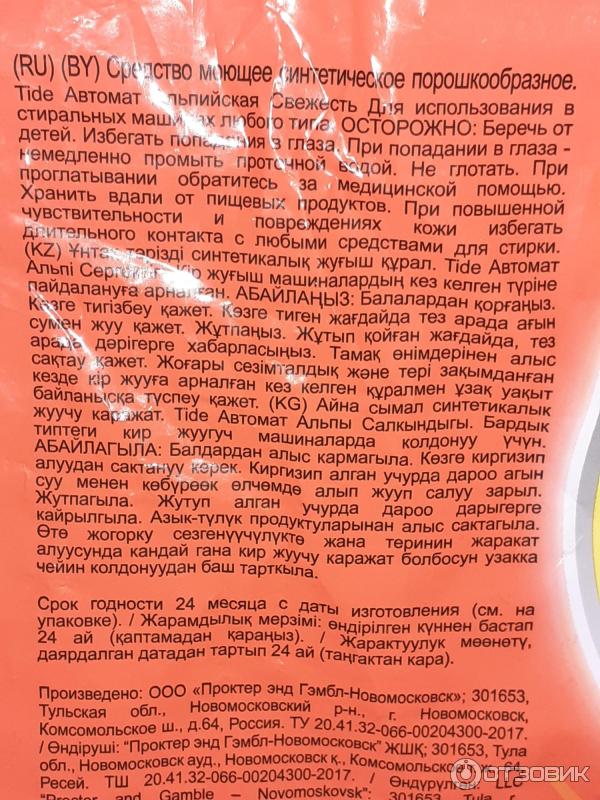 (RU) (BY) Средство моющее синтетическое порошкообразное.
Tide Автомат Альпийская Свежесть Для использования в
стиральных машинах любого типа. ОСТОРОЖНО: Беречь от
детей. Избегать попадания в глаза. При попадании в глаза -
немедленно промыть проточной водой. Не глотать. При
проглатывании обратитесь за медицинской помощью.
Хранить вдали от пищевых продуктов. При повышенной
чувствительности и повреждениях кожи избегать
длительного контакта с любыми средствами для стирки.
(KZ) Ұнтақ тәрізді синтетикалық жуғыш құрал. Tide Автомат
Альпі Кір жуғыш машиналардың кез келген түріне
пайдалануға арналған. АБАЙЛАҢЫЗ: Балалардан қорғаңыз.
Көзге тигізбеу қажет. Көзге тиген жағдайда тез арада ағын
сумен жуу қажет. Жұтпаңыз. Жұтып қойған жағдайда, тез
арада дәрігерге хабарласыңыз. Тамақ өнімдерінен алыс
сақтау қажет. Жоғары сезімталдық және тері зақымданған
кезде кір жууға арналған кез келген құралмен ұзақ уақыт
байланысқа түспеу қажет. (KG) Айна сымал синтетикалык
жуучу каражат. Tide Автомат Альпы Салкындыгы. Бардык
типтеги кир жуугуч машиналарда колдонуу үчүн.
АБАЙЛАГЫЛА: Балдардан алыс кармагыла. Көзгө киргизип
алуудан сактануу керек. Киргизип алган учурда дароо агын
суу менен көбүрөөк өлчөмдө алып жууп салуу зарыл.
Жутпагыла. Жутуп алган учурда дароо дарыгерге
кайрылгыла. Азык-түлүк продуктуларынан алыс сактагыла.
Өтө жогорку сезгенүүчүлүктө жана теринин жаракат
алуусунда кандай гана кир жуучу каражат болбосун узакка
чейин колдонуудан баш тарткыла.
Срок годности 24 месяца с даты изготовления (см. на
упаковке). / Жарамдылық мерзімі: өндірілген күннен бастап
24 ай (қаптамадан қараңыз). / Жарактуулук мөөнөтү,
даярдалган датадан тартып 24 ай (таңгактан кара).
Произведено: ООО «Проктер энд Гэмбл-Новомосковск»; 301653,
Тульская обл., Новомосковский р-н., г. Новомосковск,
Комсомольское ш., д.64, Россия. ТУ 20.41.32-066-00204300-2017.
/ Өндіруші: "Проктер энд Гэмбл-Новомосковск" ЖШҚ; 301653, Тула
обл., Новомосковск ауд., Новомосковск қ., Комсомольское ж., 64,
Ресей. ТШ 20.41.32-066-00204300-2017. / Өндүрүүчү: LLC
"Procter and Gamble – Novomoskovsk"; 301653, Tula r.,
ОТЗОВИК